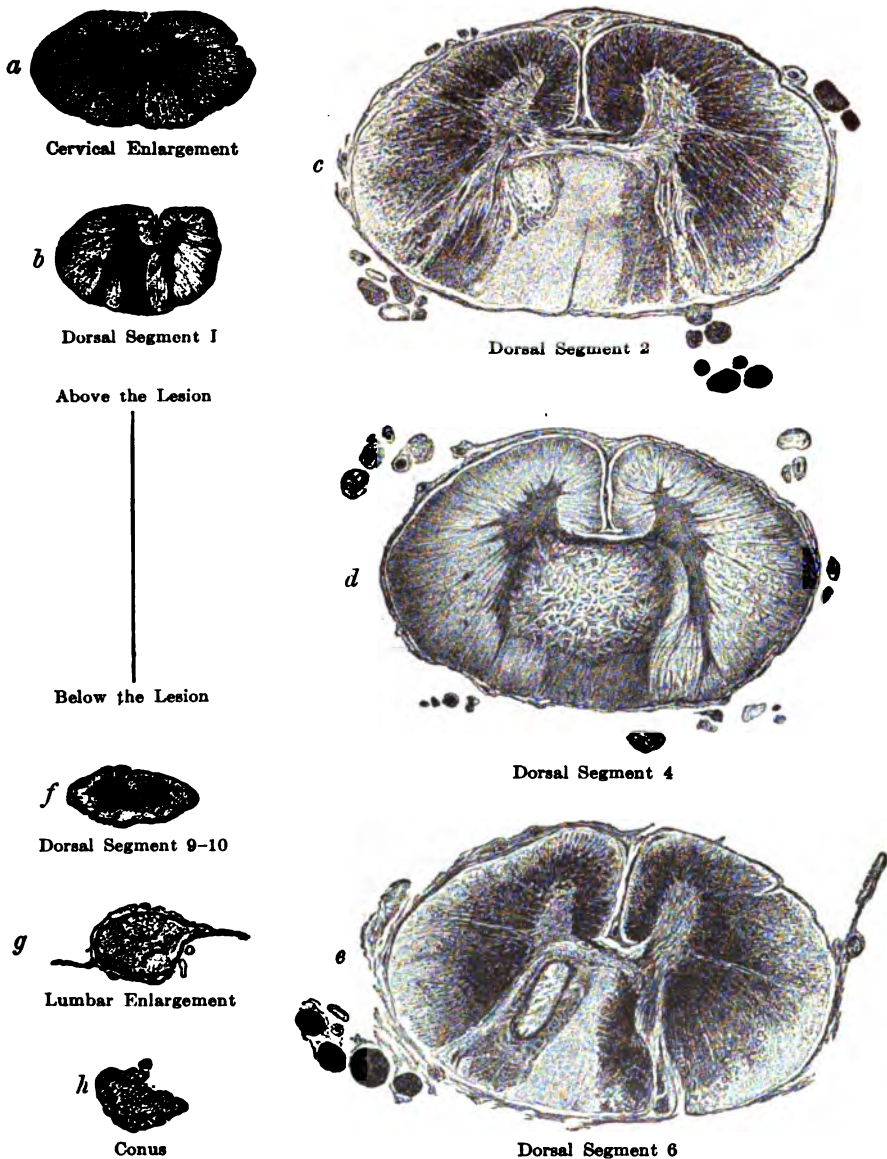 a
Cervical Enlargement
b
Dorsal Segment I
Above the Lesion
Below the Lesion
f
Dorsal Segment 9-10
g
Lumbar Enlargement
h
Conus
c
Dorsal Segment 2
d
Dorsal Segment 4
e
Dorsal Segment 6